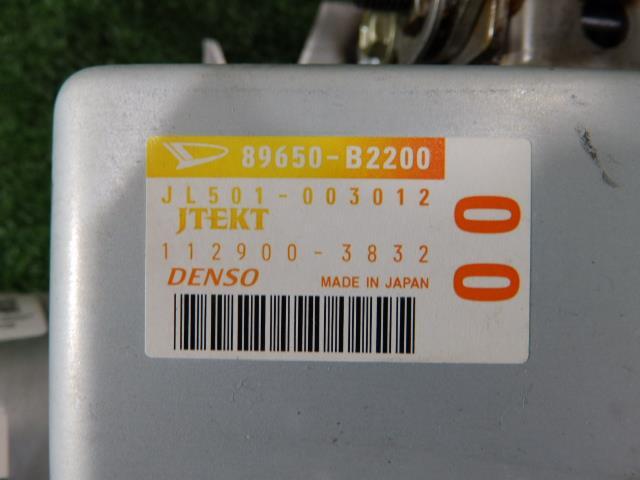 89650-B2200
JL501-003012
JTEKT
112900-3832
DENSO MADE IN JAPAN
00